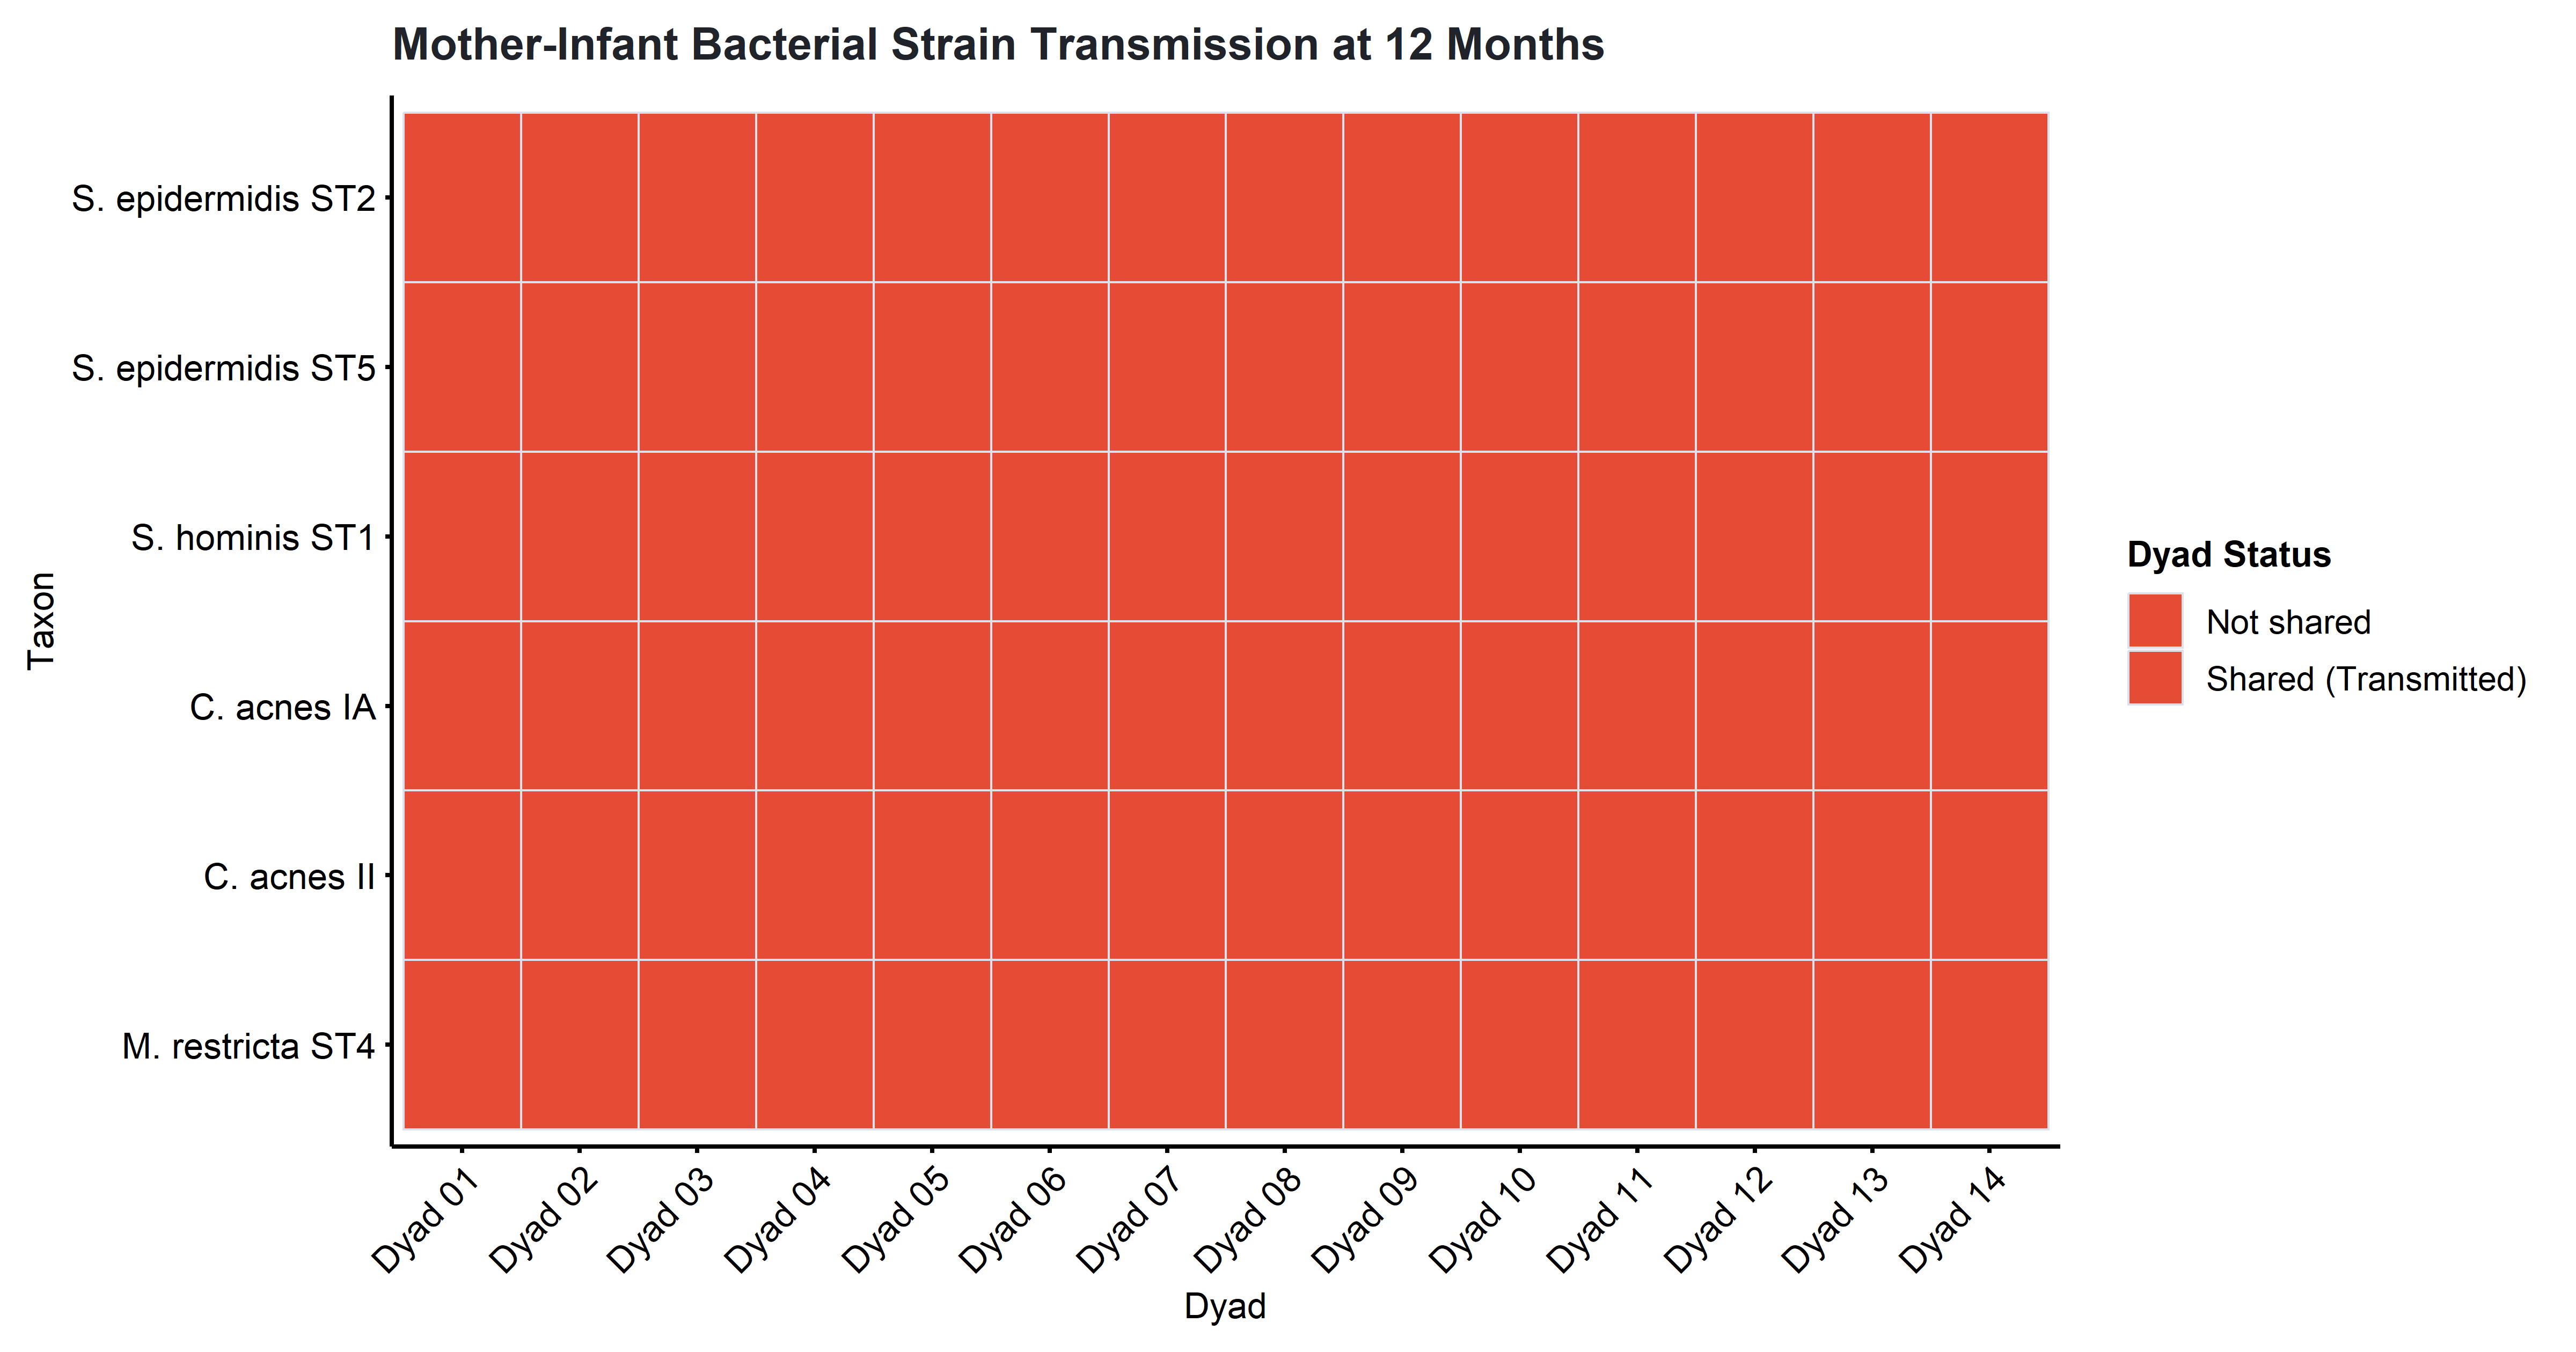 Mother-Infant Bacterial Strain Transmission at 12 Months
Taxon
S. epidermidis ST2
S. epidermidis ST5
S. hominis ST1
C. acnes IA
C. acnes II
M. restricta ST4
Dyad 01
Dyad 02
Dyad 03
Dyad 04
Dyad 05
Dyad 06
Dyad 07
Dyad 08
Dyad 09
Dyad 10
Dyad 11
Dyad 12
Dyad 13
Dyad 14
Dyad
Dyad Status
Not shared
Shared (Transmitted)